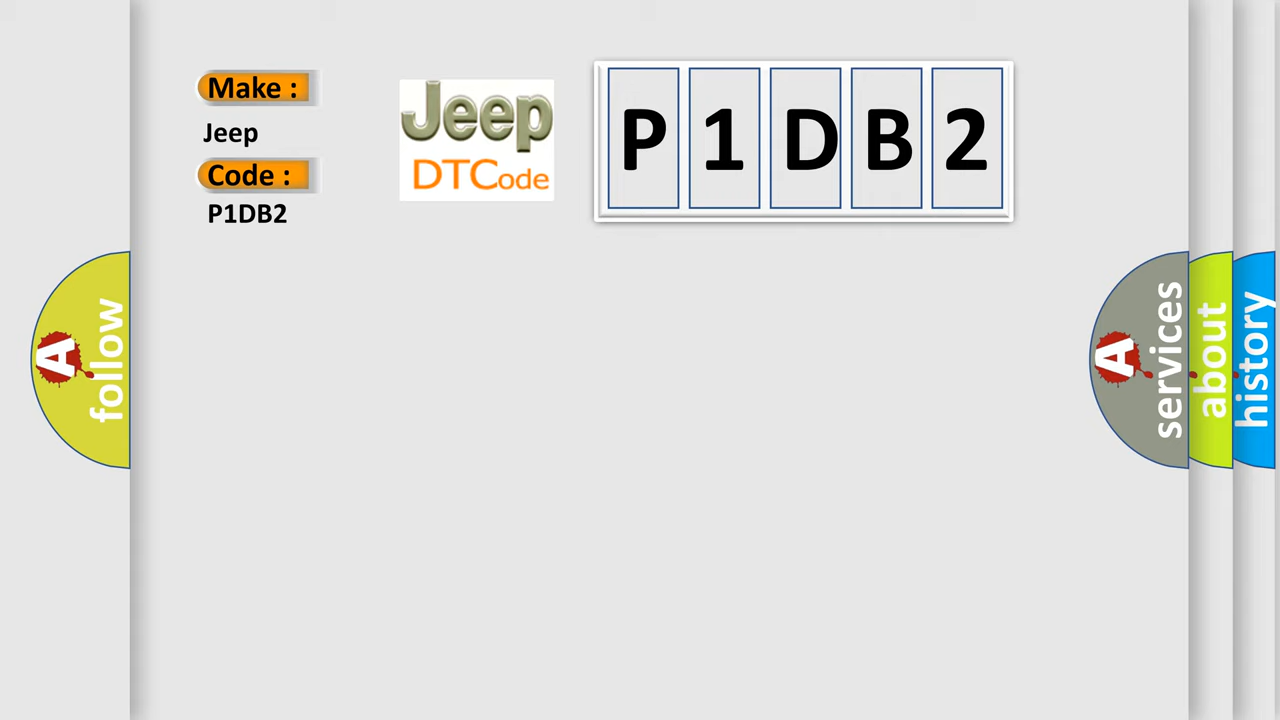 Make :
Jeep
Code :
P1DB2
Jeep
DTCode
P 1 D B 2
A follow
A services
about
history